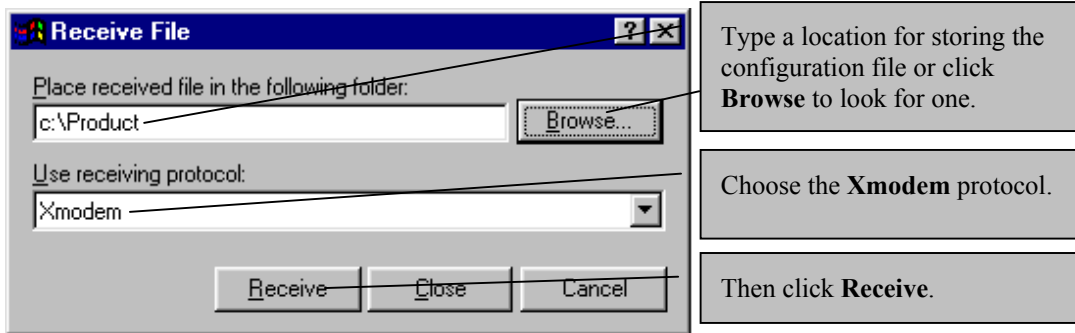 Receive File
Place received file in the following folder:
c:\Product
Browse...
Use receiving protocol:
Xmodem
Receive
Close
Cancel
Type a location for storing the
configuration file or click
Browse to look for one.
Choose the Xmodem protocol.
Then click Receive.